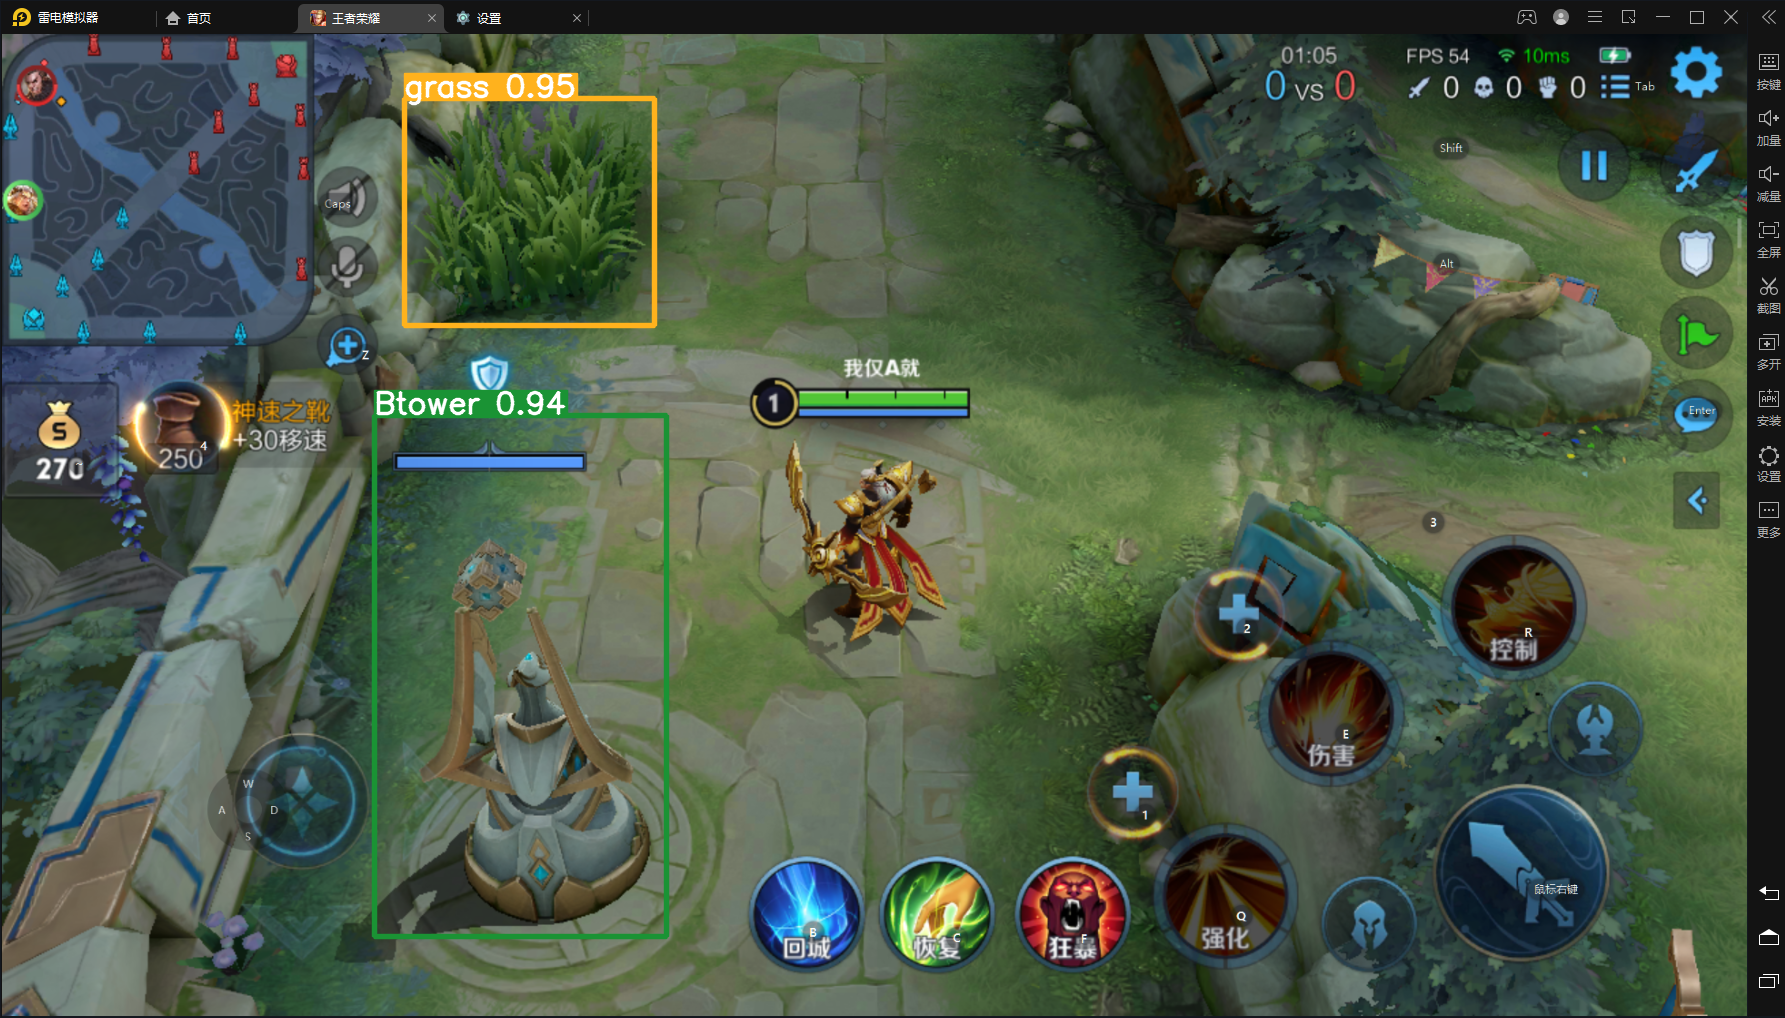 雷电模拟器
首页
王者荣耀
设置
01:05
0 VS 0
FPS 54
10ms
0
0
0
Tab
grass 0.95
Caps
Shift
Alt
Z
Enter
按键
加量
减量
全屏
截图
多开
安装
设置
更多
S
270
250
4
神速之靴
+30移速
Btower 0.94
我仅A就
1
3
2
R
控制
E
伤害
1
W
A
D
S
B
回城
C
恢复
F
狂暴
Q
强化
鼠标右键